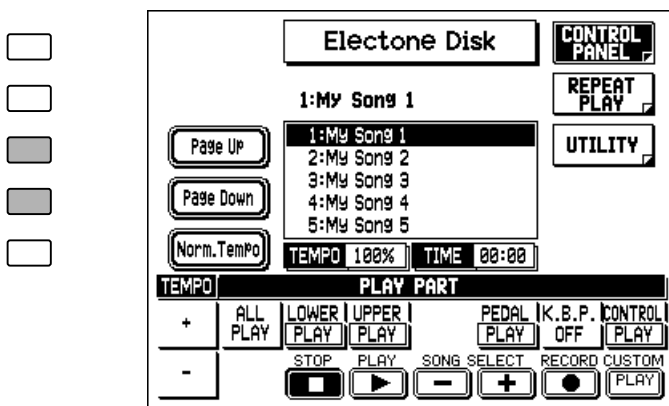 Electone Disk
CONTROL
PANEL
1:My Song 1
REPEAT
PLAY
UTILITY
Page Up
Page Down
Norm.Tempo
1:My Song 1
2:My Song 2
3:My Song 3
4:My Song 4
5:My Song 5
TEMPO 100% TIME 00:00
TEMPO PLAY PART
+ ALL PLAY LOWER PLAY UPPER PLAY PEDAL PLAY K.B.P. OFF CONTROL PLAY
- STOP PLAY SONG SELECT - + RECORD CUSTOM PLAY